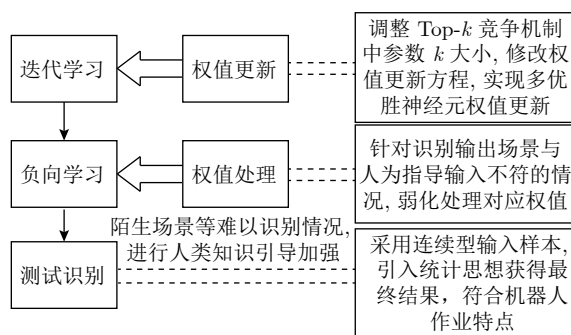 迭代学习
权值更新
调整 Top-k 竞争机制
中参数 k 大小, 修改权
值更新方程, 实现多优
胜神经元权值更新
负向学习
权值处理
针对识别输出场景与
人为指导输入不符的情
况, 弱化处理对应权值
陌生场景等难以识别情况,
进行人类知识引导加强
测试识别
采用连续型输入样本,
引入统计思想获得最
终结果，符合机器人
作业特点